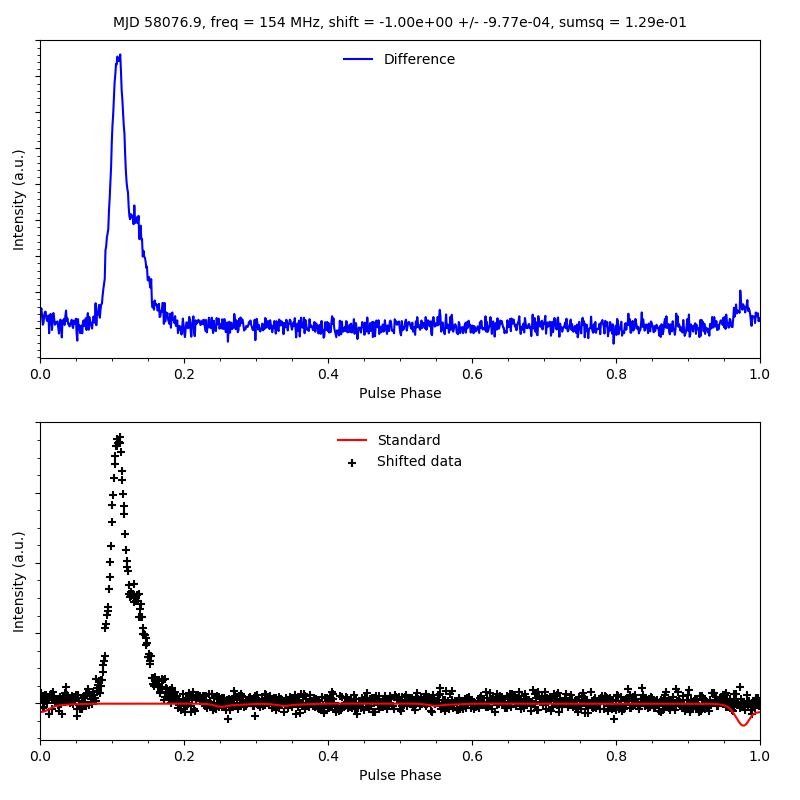 MJD 58076.9, freq = 154 MHz, shift = -1.00e+00 +/- -9.77e-04, sumsq = 1.29e-01
Difference
Intensity (a.u.)
0.0 0.2 0.4 0.6 0.8 1.0
Pulse Phase
Standard
Shifted data
Intensity (a.u.)
0.0 0.2 0.4 0.6 0.8 1.0
Pulse Phase